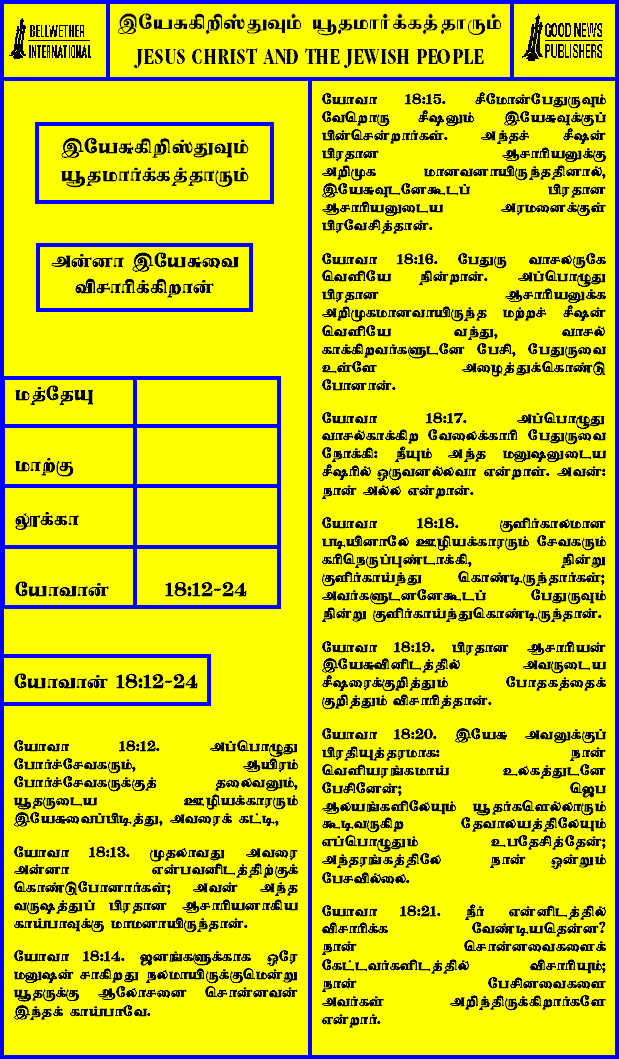 BELLWETHER
INTERNATIONAL
இயேசுகிறிஸ்துவும் யூதமார்க்கத்தாரும்
JESUS CHRIST AND THE JEWISH PEOPLE
GOOD NEWS
PUBLISHERS
இயேசுகிறிஸ்துவும்
யூதமார்க்கத்தாரும்
அன்னா இயேசுவை
விசாரிக்கிறான்
மத்தேயு
மாற்கு
லூக்கா
யோவான் 18:12-24
யோவான் 18:12-24
யோவா 18:12. அப்பொழுது
போர்ச்சேவகரும், ஆயிரம்
போர்ச்சேவகருக்குத் தலைவனும்,
யூதருடைய ஊழியக்காரரும்
இயேசுவைப்பிடித்து, அவரைக் கட்டி,
யோவா 18:13. முதலாவது அவரை
அன்னா என்பவனிடத்திற்குக்
கொண்டுபோனார்கள்; அவன் அந்த
வருஷத்துப் பிரதான ஆசாரியனாகிய
காய்பாவுக்கு மாமனாயிருந்தான்.
யோவா 18:14. ஜனங்களுக்காக ஒரே
மனுஷன் சாகிறது நலமாயிருக்குமென்று
யூதருக்கு ஆலோசனை சொன்னவன்
இந்தக் காய்பாவே.
யோவா 18:15. சீமோன்பேதுருவும்
வேறொரு சீஷனும் இயேசுவுக்குப்
பின்சென்றார்கள். அந்தச் சீஷன்
பிரதான ஆசாரியனுக்கு
அறிமுக மானவனாயிருந்ததினால்,
இயேசுவுடனேகூடப் பிரதான
ஆசாரியனுடைய அரமனைக்குள்
பிரவேசித்தான்.
யோவா 18:16. பேதுரு வாசலருகே
வெளியே நின்றான். அப்பொழுது
பிரதான ஆசாரியனுக்க
அறிமுகமானவாயிருந்த மற்றச் சீஷன்
வெளியே வந்து, வாசல்
காக்கிறவர்களுடனே பேசி, பேதுருவை
உள்ளே அழைத்துக்கொண்டு
போனான்.
யோவா 18:17. அப்பொழுது
வாசல்காக்கிற வேலைக்காரி பேதுருவை
நோக்கி: நீயும் அந்த மனுஷனுடைய
சீஷரில் ஒருவனல்லவா என்றாள். அவன்:
நான் அல்ல என்றான்.
யோவா 18:18. குளிர்காலமான
படியினாலே ஊழியக்காரரும் சேவகரும்
கரிநெருப்புண்டாக்கி, நின்று
குளிர்காய்ந்து கொண்டிருந்தார்கள்;
அவர்களுடனனேகூடப் பேதுருவும்
நின்று குளிர்காய்ந்துகொண்டிருந்தான்.
யோவா 18:19. பிரதான ஆசாரியன்
இயேசுவினிடத்தில் அவருடைய
சீஷரைக்குறித்தும் போதகத்தைக்
குறித்தும் விசாரித்தான்.
யோவா 18:20. இயேசு அவனுக்குப்
பிரதியுத்தரமாக: நான்
வெளியரங்கமாய் உலகத்துடனே
பேசினேன்; ஜெப
ஆலயங்களிலேயும் யூதர்களெல்லாரும்
கூடிவருகிற தேவாலயத்திலேயும்
எப்பொழுதும் உபதேசித்தேன்;
அந்தரங்கத்திலே நான் ஒன்றும்
பேசவில்லை.
யோவா 18:21. நீர் என்னிடத்தில்
விசாரிக்க வேண்டியதென்ன?
நான் சொன்னவைகளைக்
கேட்டவர்களிடத்தில் விசாரியும்;
நான் பேசினவைகளை
அவர்கள் அறிந்திருக்கிறார்களே
என்றார்.